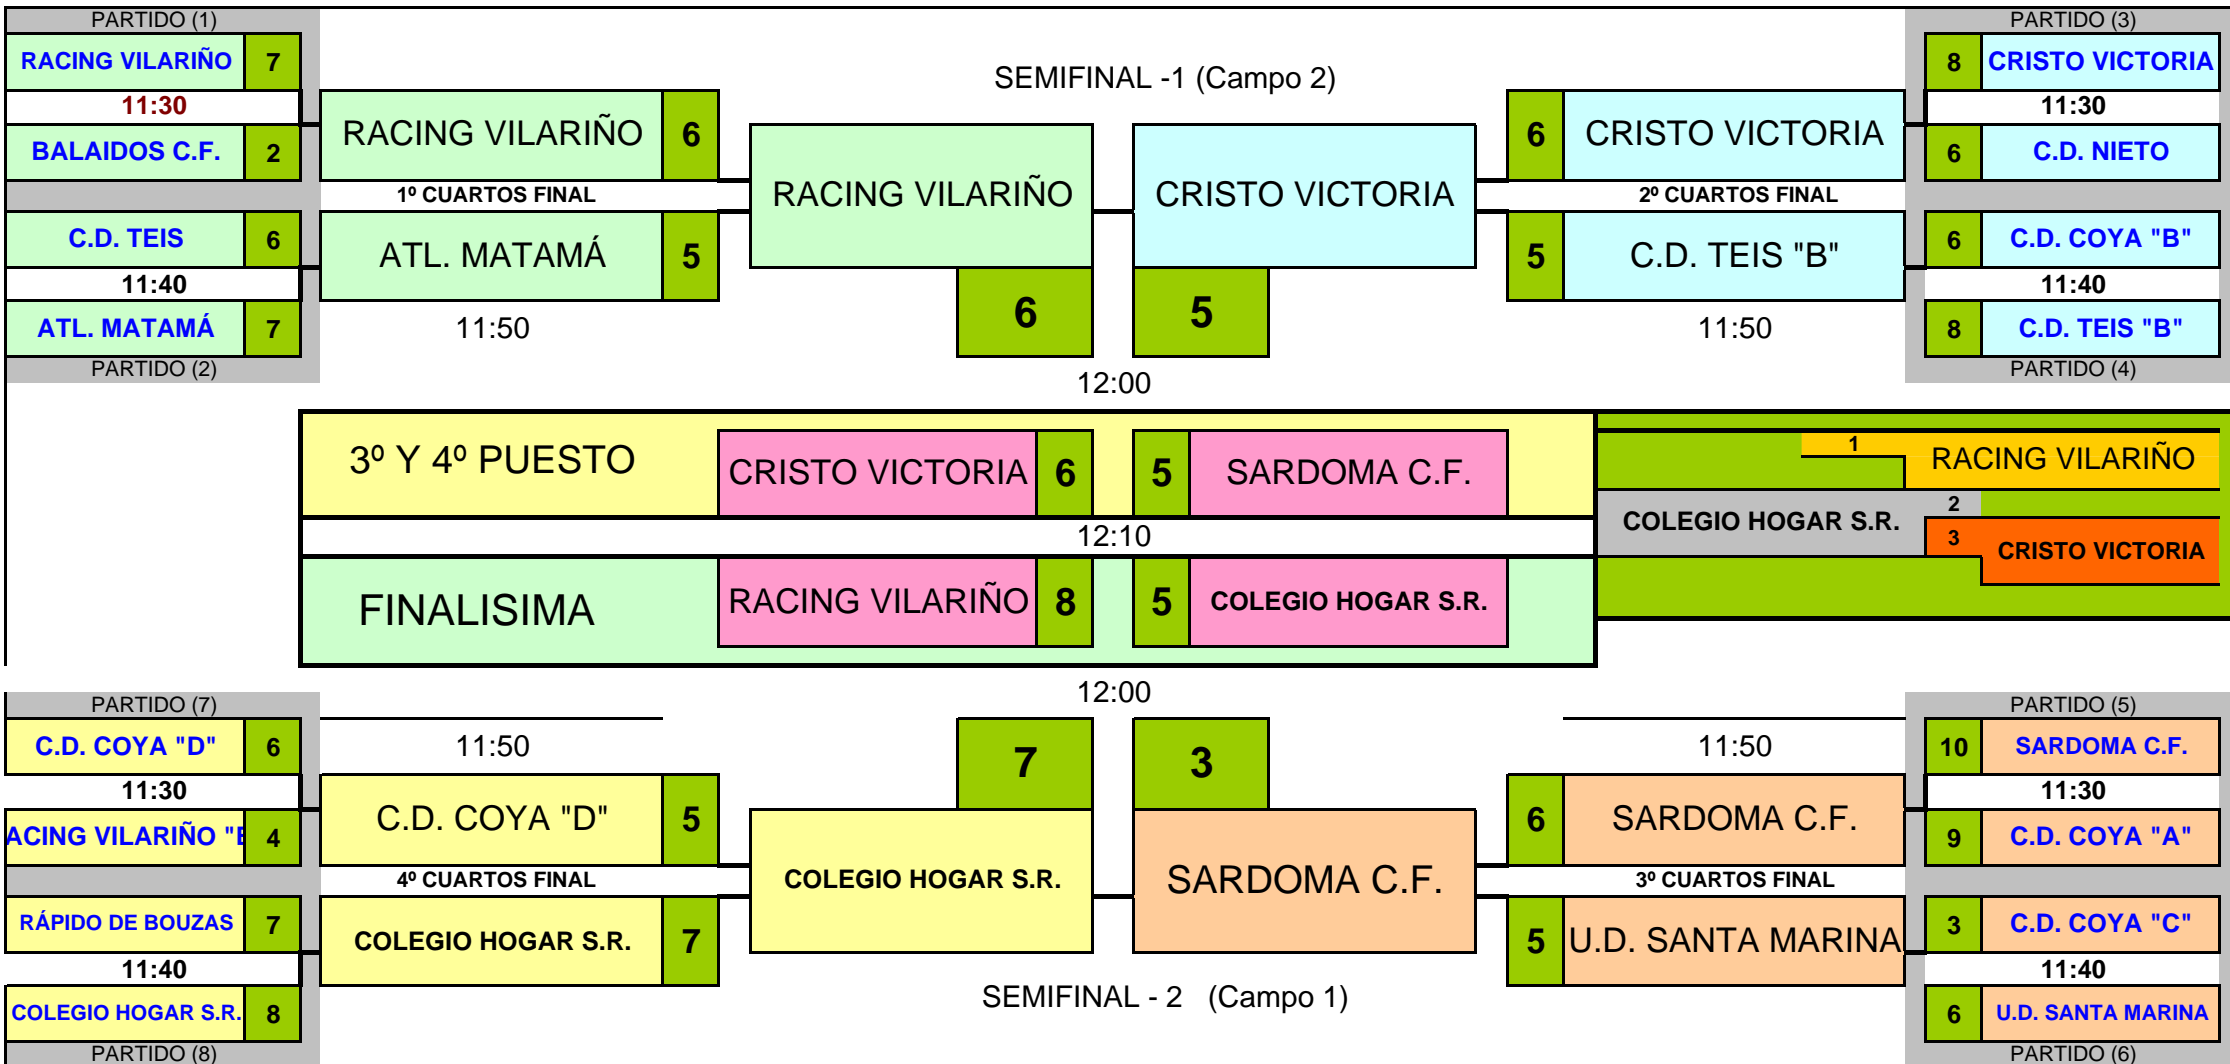 PARTIDO (1)
RACING VILARIÑO 7
11:30
BALAIDOS C.F. 2
C.D. TEIS 6
11:40
ATL. MATAMÁ 7
PARTIDO (2)
RACING VILARIÑO 6
1º CUARTOS FINAL
ATL. MATAMÁ 5
11:50
SEMIFINAL -1 (Campo 2)
RACING VILARIÑO
6
CRISTO VICTORIA
5
12:00
6 CRISTO VICTORIA
2º CUARTOS FINAL
5 C.D. TEIS "B"
11:50
PARTIDO (3)
8 CRISTO VICTORIA
11:30
6 C.D. NIETO
6 C.D. COYA "B"
11:40
8 C.D. TEIS "B"
PARTIDO (4)
3º Y 4º PUESTO CRISTO VICTORIA 6 5 SARDOMA C.F.
12:10
FINALISIMA RACING VILARIÑO 8 5 COLEGIO HOGAR S.R.
1 RACING VILARIÑO
COLEGIO HOGAR S.R. 2
3 CRISTO VICTORIA
PARTIDO (7)
C.D. COYA "D" 6
11:30
ACING VILARIÑO " 4
RÁPIDO DE BOUZAS 7
11:40
COLEGIO HOGAR S.R. 8
PARTIDO (8)
11:50
C.D. COYA "D" 5
4º CUARTOS FINAL
COLEGIO HOGAR S.R. 7
12:00
7
COLEGIO HOGAR S.R.
3
SARDOMA C.F.
SEMIFINAL - 2 (Campo 1)
11:50
6 SARDOMA C.F.
3º CUARTOS FINAL
5 U.D. SANTA MARINA
PARTIDO (5)
10 SARDOMA C.F.
11:30
9 C.D. COYA "A"
3 C.D. COYA "C"
11:40
6 U.D. SANTA MARINA
PARTIDO (6)